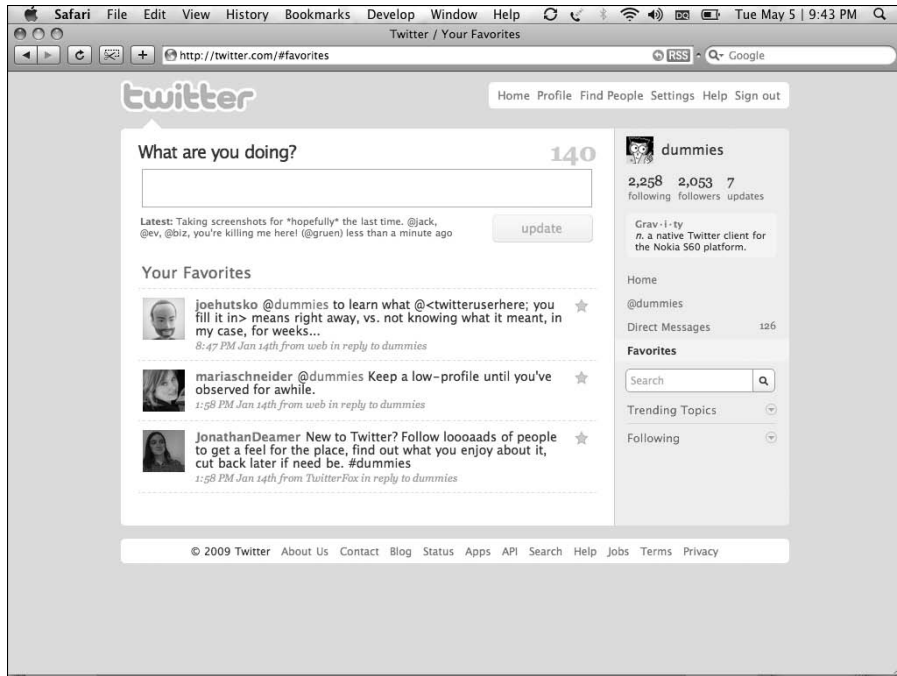 Safari File Edit View History Bookmarks Develop Window Help Tue May 5 | 9:43 PM
Twitter / Your Favorites
http://twitter.com/#favorites RSS Google
twitter
Home Profile Find People Settings Help Sign out
What are you doing? 140
Latest: Taking screenshots for *hopefully* the last time. @jack,
@ev, @biz, you're killing me here! (@gruen) less than a minute ago
update
Your Favorites
joehutsko @dummies to learn what @<twitteruserhere; you
fill it in> means right away, vs. not knowing what it meant, in
my case, for weeks...
8:47 PM Jan 14th from web in reply to dummies
mariaschneider @dummies Keep a low-profile until you've
observed for awhile.
1:58 PM Jan 14th from web in reply to dummies
JonathanDeamer New to Twitter? Follow loooaads of people
to get a feel for the place, find out what you enjoy about it,
cut back later if need be. #dummies
1:58 PM Jan 14th from TwitterFox in reply to dummies
dummies
2,258 2,053 7
following followers updates
Grav·i·ty
n. a native Twitter client for
the Nokia S60 platform.
Home
@dummies
Direct Messages 126
Favorites
Search
Trending Topics
Following
© 2009 Twitter About Us Contact Blog Status Apps API Search Help Jobs Terms Privacy